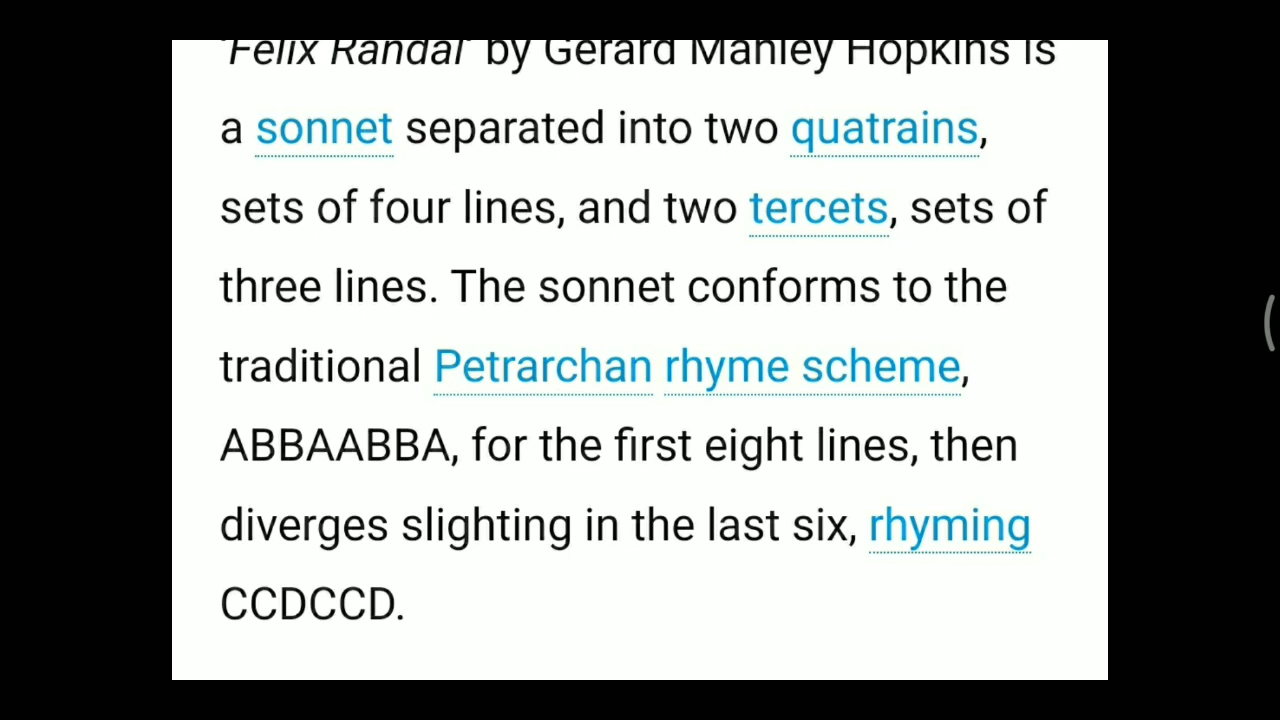 'Felix Randal' by Gerard Manley Hopkins is
a sonnet separated into two quatrains,
sets of four lines, and two tercets, sets of
three lines. The sonnet conforms to the
traditional Petrarchan rhyme scheme,
ABBAABBA, for the first eight lines, then
diverges slighting in the last six, rhyming
CCDCCD.